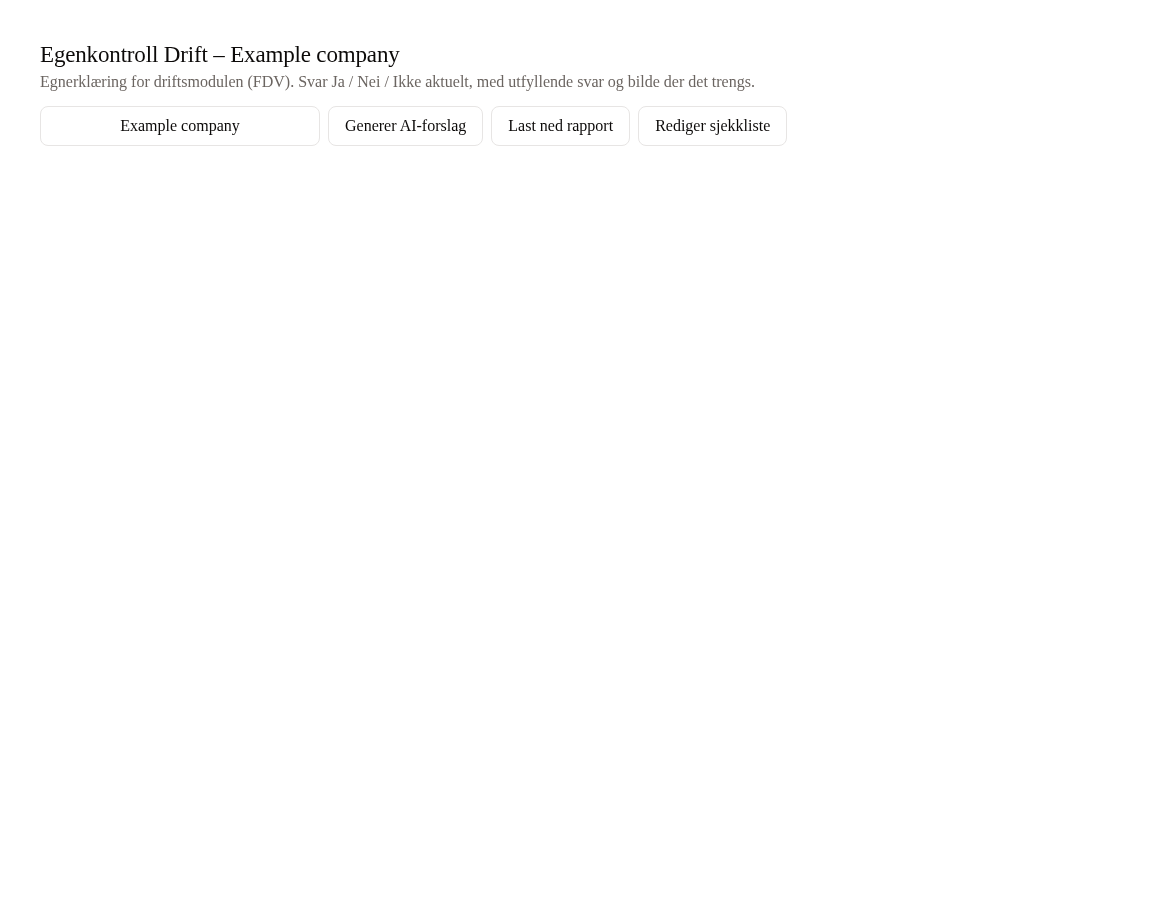 Egenkontroll Drift – Example company
Egnerklæring for driftsmodulen (FDV). Svar Ja / Nei / Ikke aktuelt, med utfyllende svar og bilde der det trengs.
Example company
Generer AI-forslag
Last ned rapport
Rediger sjekkliste